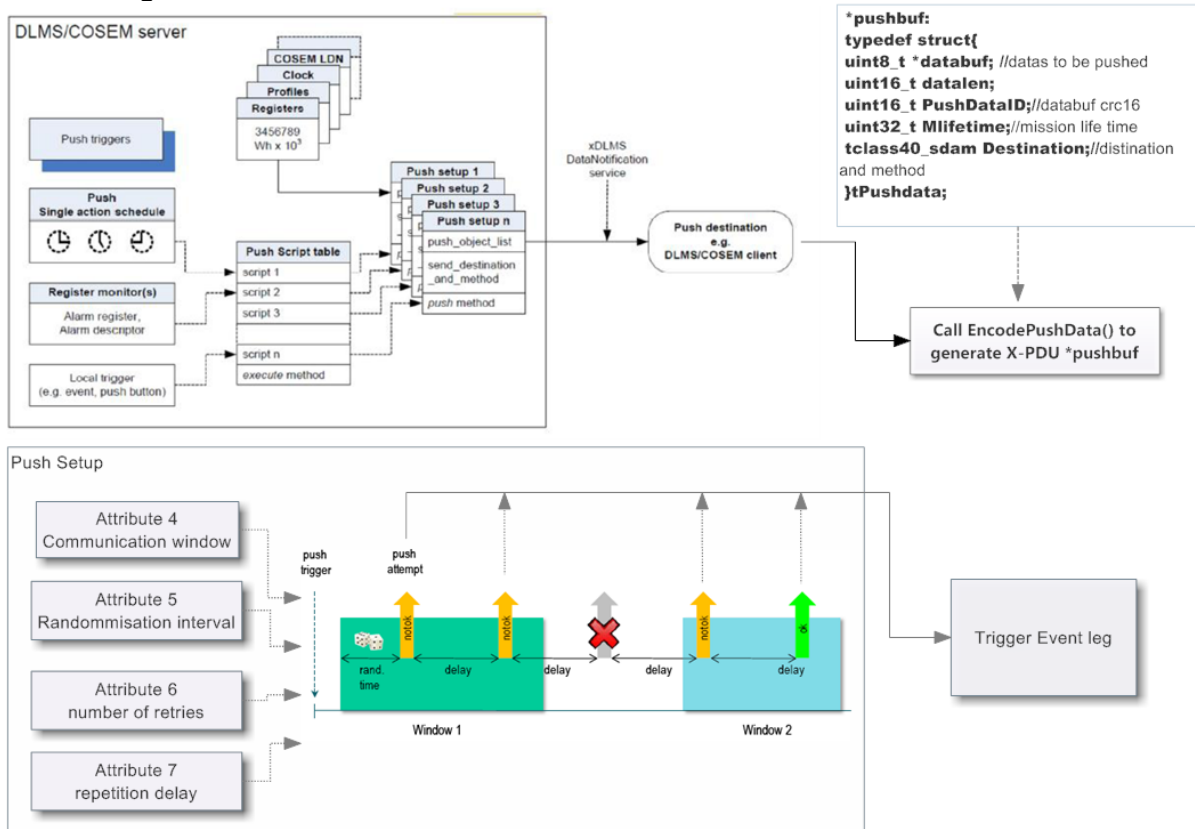 DLMS/COSEM server
COSEM LDN
Clock
Profiles
Registers
3456789
Wh x 10³
Push triggers
Push
Single action schedule
Register monitor(s)
Alarm register,
Alarm descriptor
Local trigger
(e.g. event, push button)
Push Script table
script 1
script 2
script 3
script n
execute method
Push setup 1
Push setup 2
Push setup 3
Push setup n
push_object_list
send_destination
_and_method
push method
xDLMS
DataNotification
service
Push destination
e.g.
DLMS/COSEM client
*pushbuf:
typedef struct{
uint8_t *databuf; //datas to be pushed
uint16_t datalen;
uint16_t PushDataID;//databuf crc16
uint32_t Mlifetime;//mission life time
tclass40_sdam Destination;//distination
and method
}tPushdata;
Call EncodePushData() to
generate X-PDU *pushbuf
Push Setup
Attribute 4
Communication window
Attribute 5
Randommisation interval
Attribute 6
number of retries
Attribute 7
repetition delay
push
trigger
push
attempt
notok
notok
notok
ok
rand.
time
delay
delay
delay
delay
Window 1
Window 2
Trigger Event leg